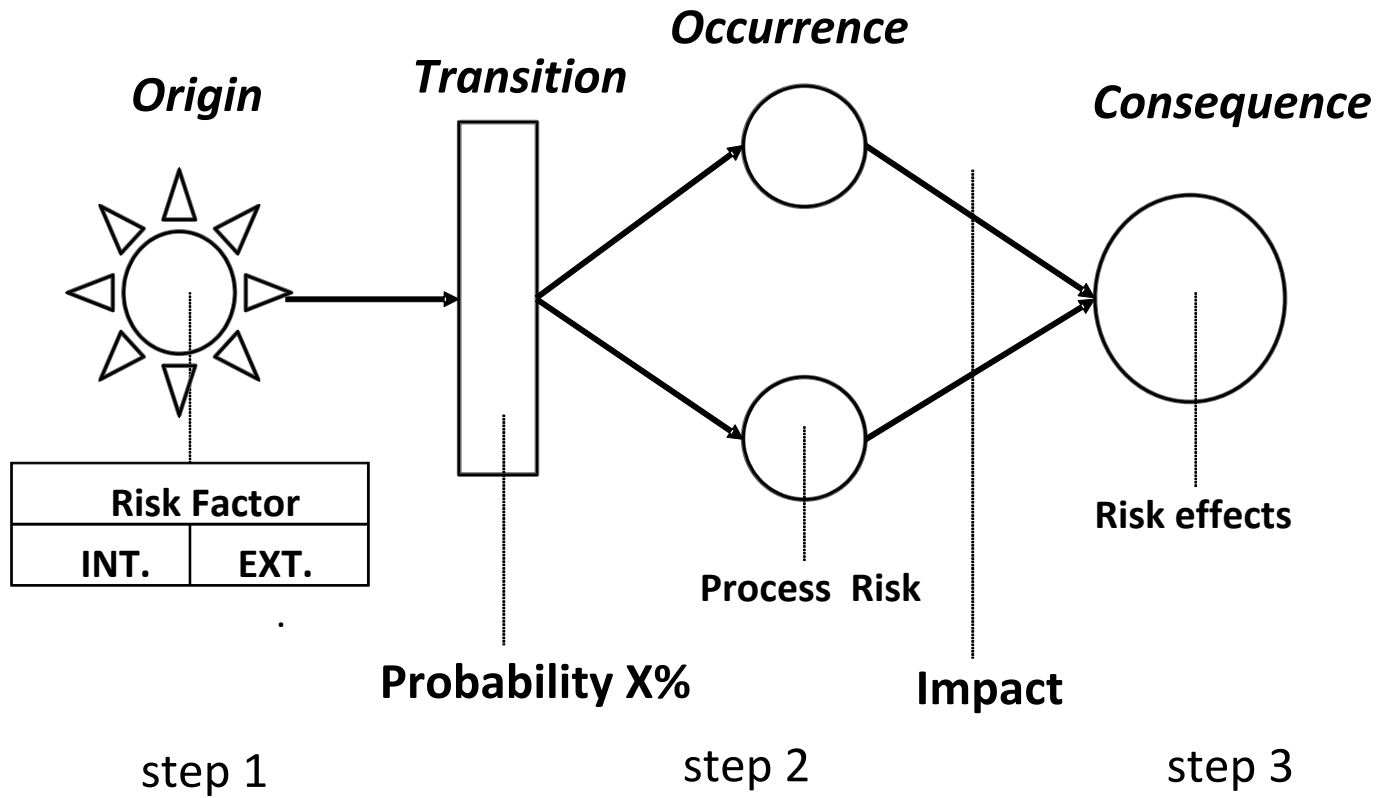 Origin
Transition
Occurrence
Consequence
Risk Factor
INT. EXT.
.
Probability X%
Process Risk
Impact
Risk effects
step 1
step 2
step 3